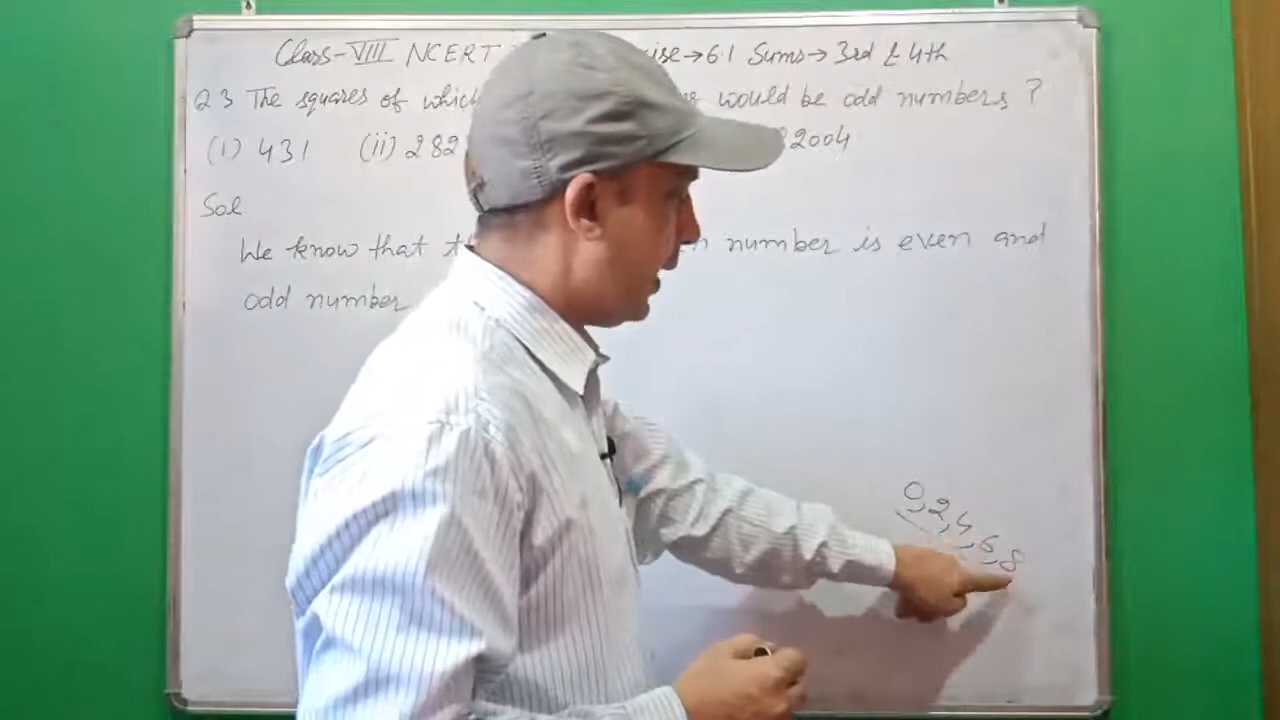 Class-VIII NCERT ise→6.1 Sums→3rd & 4th
Q3 The squares of which would be odd numbers?
(i) 431 (ii) 282 2004
Sol
We know that number is even and
odd number
0,2,4,6,8